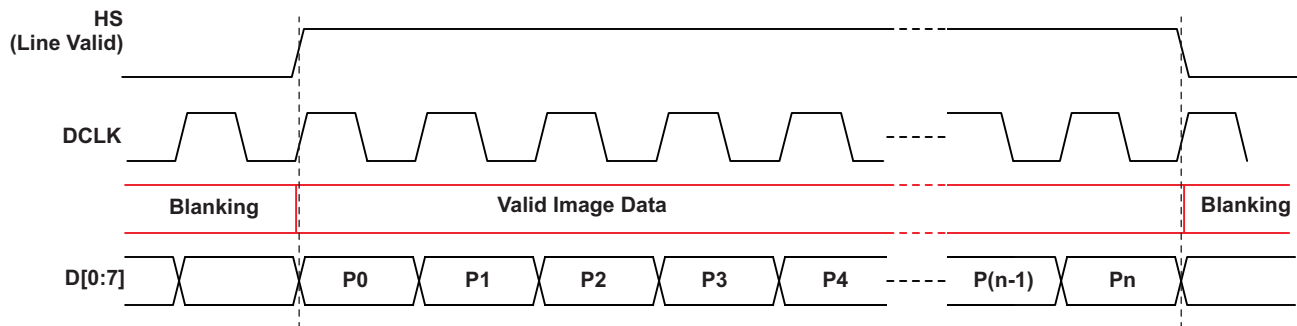 HS
(Line Valid)
DCLK
Blanking
Valid Image Data
Blanking
D[0:7]
P0
P1
P2
P3
P4
P(n-1)
Pn